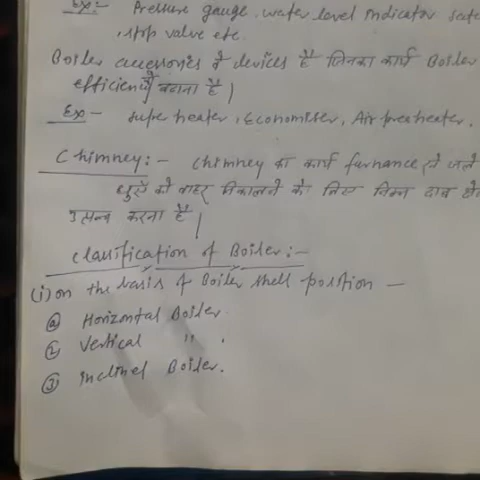 Ex:- Pressure gauge, water level indicator
, stop valve etc.
Boiler accessories वे devices है जिनका कार्य Boiler
efficiency बढाना है।
Ex - Supe heater, Economiser, Air preheater.
Chimney:- Chimney का कार्य furnance से जले
धुएँ को बाहर निकालने के लिए निम्न दाब
उत्पन्न करना है।
Classification of Boiler:-
(i) on the basis of Boiler shell position -
Horizontal Boiler.
② Vertical " .
③ Inclinel Boiler.